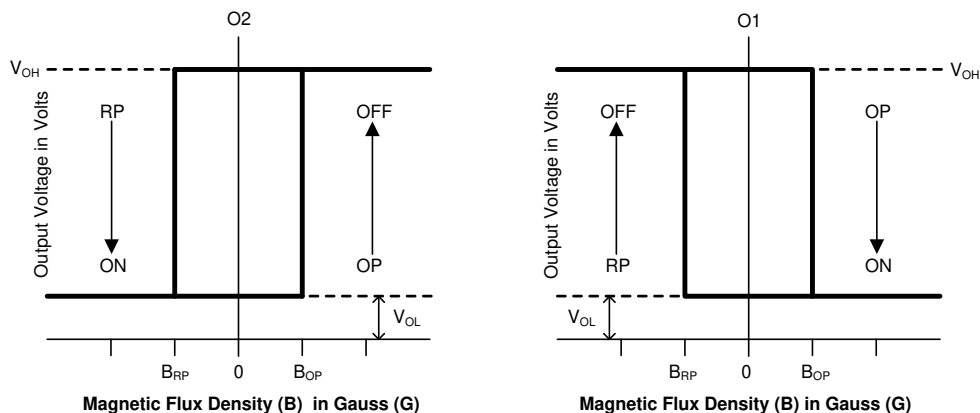 O2
V_OH
Output Voltage in Volts
RP
OFF
ON
OP
V_OL
B_RP
0
B_OP
Magnetic Flux Density (B) in Gauss (G)
O1
V_OH
Output Voltage in Volts
OFF
OP
RP
ON
V_OL
B_RP
0
B_OP
Magnetic Flux Density (B) in Gauss (G)